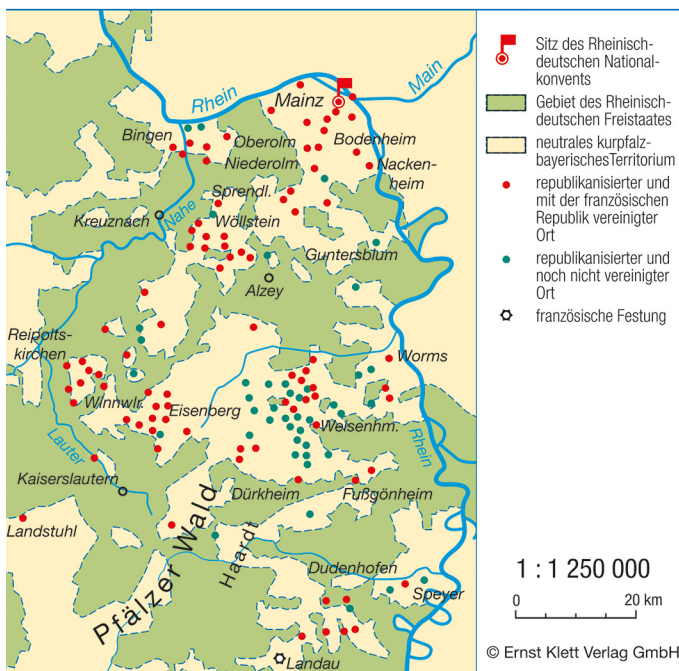 Rhein
Main
Mainz
Bingen
Oberolm
Bodenheim
Niederolm
Nacken-
heim
Sprendl.
Kreuznach
Nahe
Wöllstein
Guntersblum
Alzey
Reipolts-
kirchen
Worms
Winnwlr.
Eisenberg
Weisenhm.
Lauter
Rhein
Kaiserslautern
Dürkheim
Fußgönheim
Landstuhl
Pfälzer Wald
Haardt
Dudenhofen
Speyer
Landau
Sitz des Rheinisch-
deutschen National-
konvents
Gebiet des Rheinisch-
deutschen Freistaates
neutrales kurpfalz-
bayerischesTerritorium
republikanisierter und
mit der französischen
Republik vereinigter
Ort
republikanisierter und
noch nicht vereinigter
Ort
französische Festung
1 : 1 250 000
0 20 km
© Ernst Klett Verlag GmbH